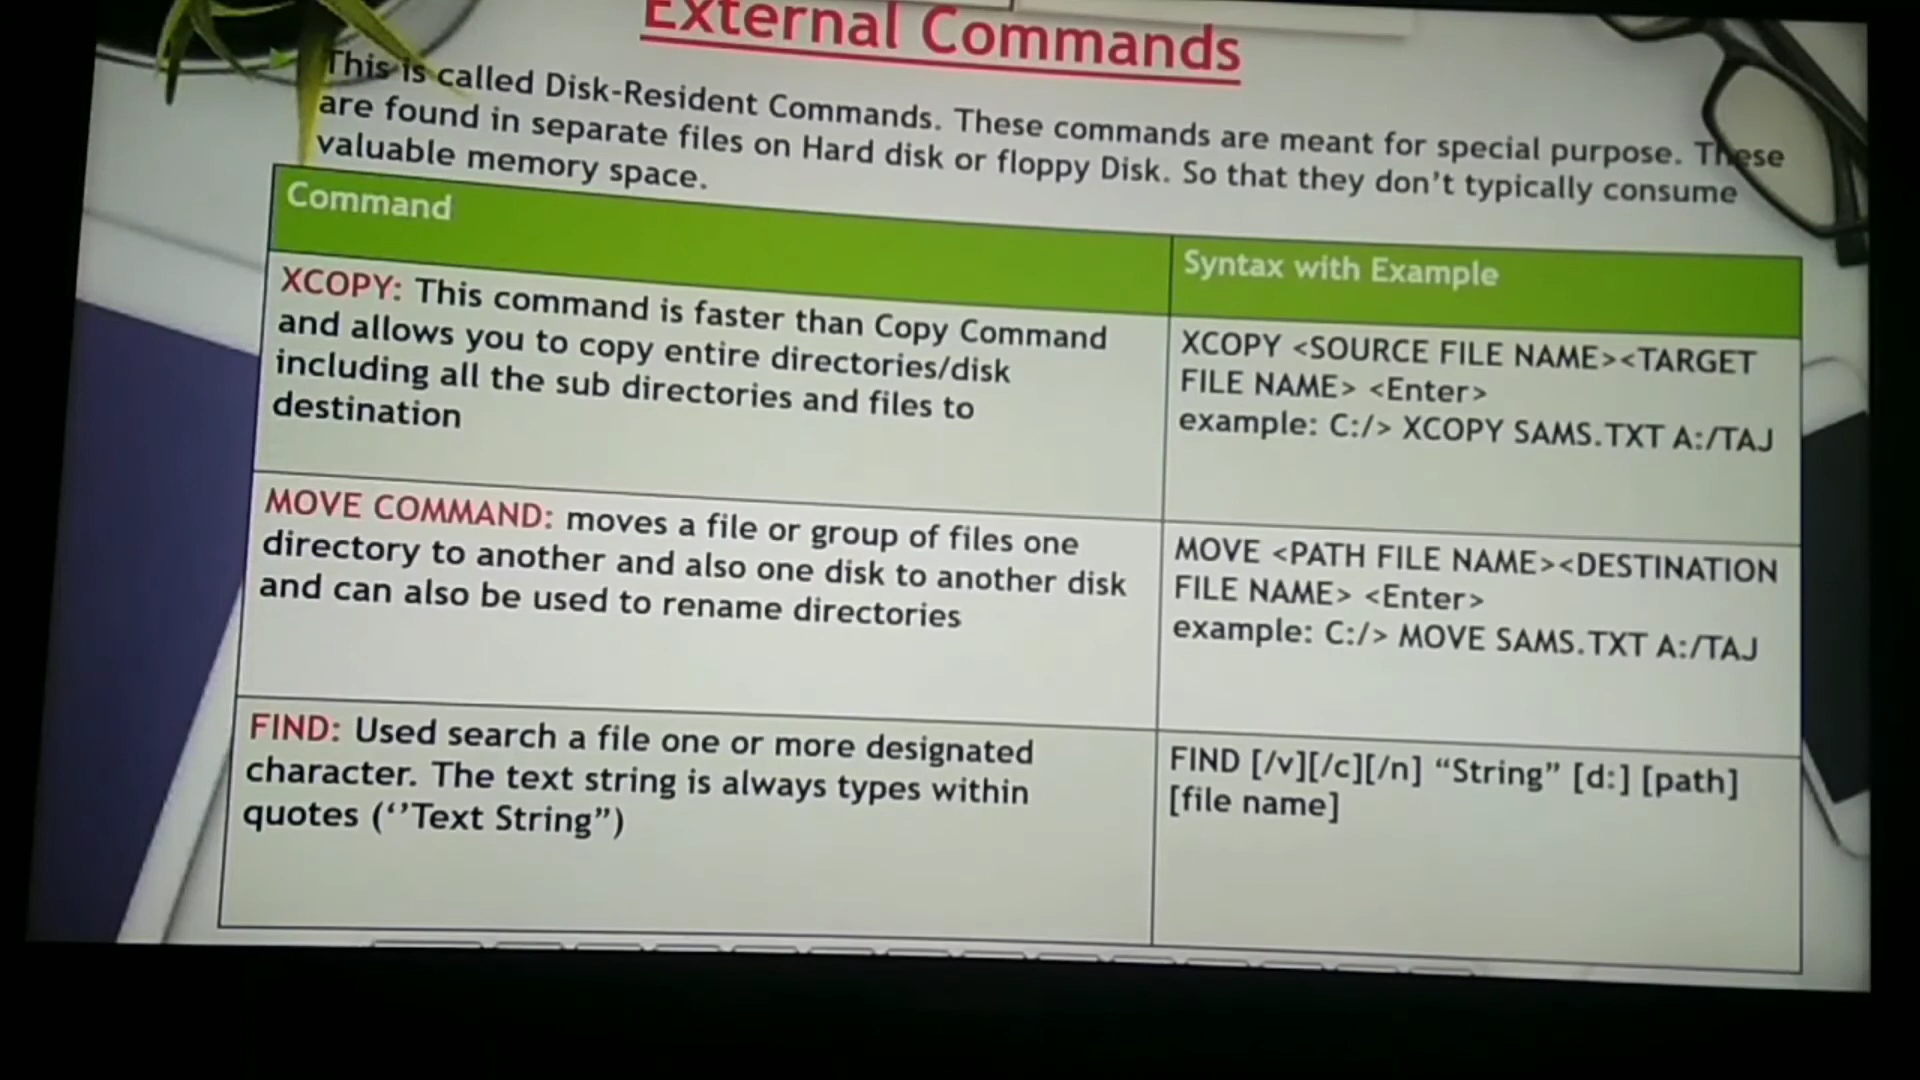 External Commands
This is called Disk-Resident Commands. These commands are meant for special purpose. These
are found in separate files on Hard disk or floppy Disk. So that they don't typically consume
valuable memory space.
Command
Syntax with Example
XCOPY: This command is faster than Copy Command
and allows you to copy entire directories/disk
including all the sub directories and files to
destination
XCOPY <SOURCE FILE NAME><TARGET
FILE NAME> <Enter>
example: C:/> XCOPY SAMS.TXT A:/TAJ
MOVE COMMAND: moves a file or group of files one
directory to another and also one disk to another disk
and can also be used to rename directories
MOVE <PATH FILE NAME><DESTINATION
FILE NAME> <Enter>
example: C:/> MOVE SAMS.TXT A:/TAJ
FIND: Used search a file one or more designated
character. The text string is always types within
quotes (‘’Text String”)
FIND [/v][/c][/n] “String” [d:] [path]
[file name]